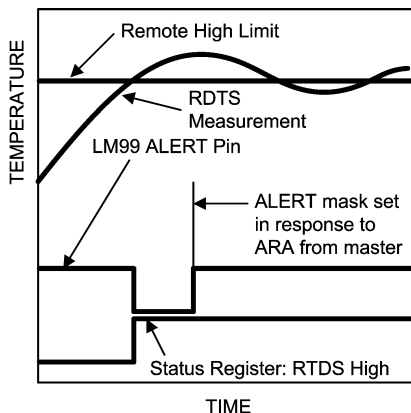 Remote High Limit
RDTS
Measurement
LM99 ALERT Pin
ALERT mask set
in response to
ARA from master
Status Register: RTDS High
TEMPERATURE
TIME